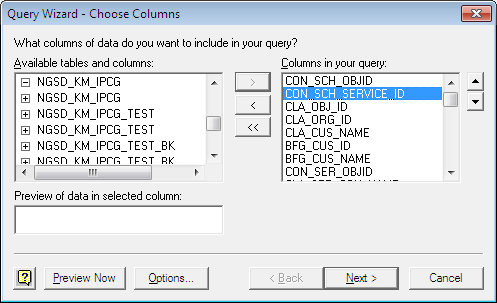 Query Wizard - Choose Columns
What columns of data do you want to include in your query?
Available tables and columns:
Columns in your query:
NGSD_KM_IPCG
NGSD_KM_IPCG
NGSD_KM_IPCG_TEST
NGSD_KM_IPCG_TEST
NGSD_KM_IPCG_TEST_BK
NGSD_KM_IPCG_TEST_BK
>
<
<<
CON_SCH_OBJID
CON_SCH_SERVICE_ID
CLA_OBJ_ID
CLA_ORG_ID
CLA_CUS_NAME
BFG_CUS_ID
BFG_CUS_NAME
CON_SER_OBJID
Preview of data in selected column:
?
Preview Now
Options...
< Back
Next >
Cancel